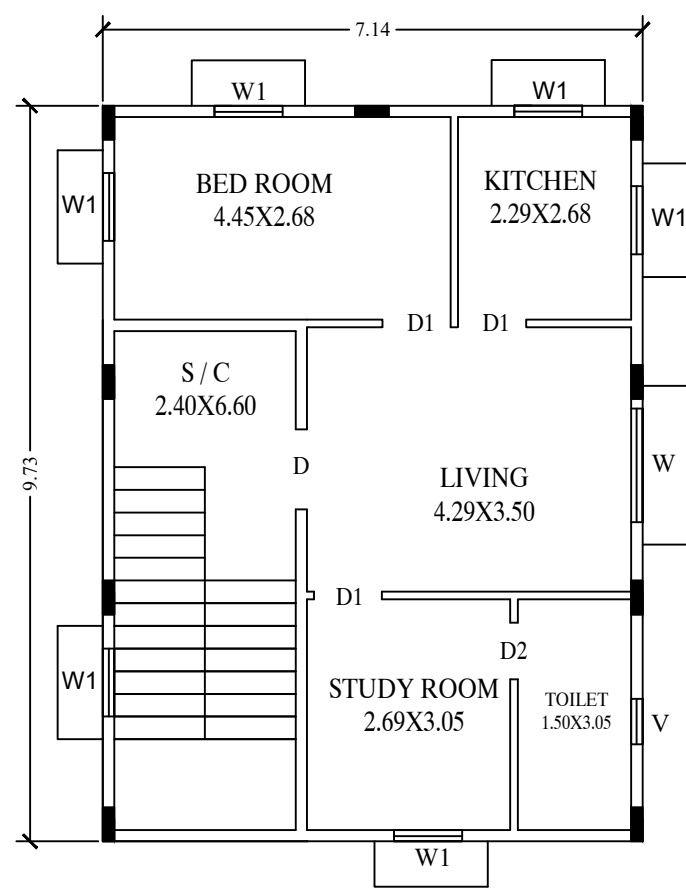 7.14
W1
W1
W1
BED ROOM
4.45X2.68
KITCHEN
2.29X2.68
W1
D1
D1
S / C
2.40X6.60
D
LIVING
4.29X3.50
W
9.73
D1
D2
W1
STUDY ROOM
2.69X3.05
TOILET
1.50X3.05
V
W1